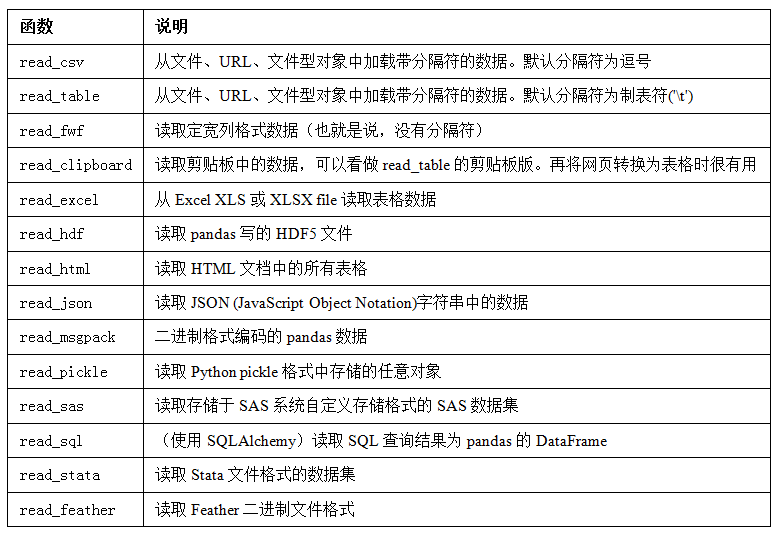 函数 说明
read_csv 从文件、URL、文件型对象中加载带分隔符的数据。默认分隔符为逗号
read_table 从文件、URL、文件型对象中加载带分隔符的数据。默认分隔符为制表符('\t')
read_fwf 读取定宽列格式数据（也就是说，没有分隔符）
read_clipboard 读取剪贴板中的数据，可以看做 read_table 的剪贴板版。再将网页转换为表格时很有用
read_excel 从 Excel XLS 或 XLSX file 读取表格数据
read_hdf 读取 pandas 写的 HDF5 文件
read_html 读取 HTML 文档中的所有表格
read_json 读取 JSON (JavaScript Object Notation)字符串中的数据
read_msgpack 二进制格式编码的 pandas 数据
read_pickle 读取 Python pickle 格式中存储的任意对象
read_sas 读取存储于 SAS 系统自定义存储格式的 SAS 数据集
read_sql （使用 SQLAlchemy）读取 SQL 查询结果为 pandas 的 DataFrame
read_stata 读取 Stata 文件格式的数据集
read_feather 读取 Feather 二进制文件格式